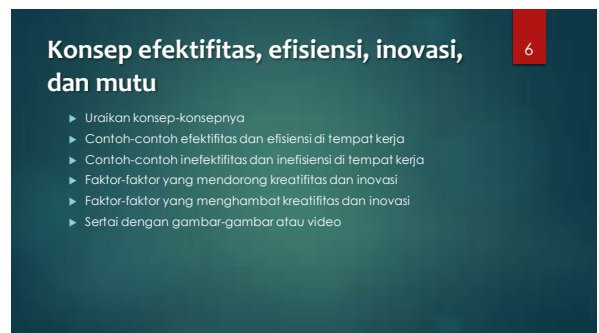 Konsep efektifitas, efisiensi, inovasi,
dan mutu
6
Uraikan konsep-konsepnya
Contoh-contoh efektifitas dan efisiensi di tempat kerja
Contoh-contoh inefektifitas dan inefisiensi di tempat kerja
Faktor-faktor yang mendorong kreatifitas dan inovasi
Faktor-faktor yang menghambat kreatifitas dan inovasi
Sertai dengan gambar-gambar atau video